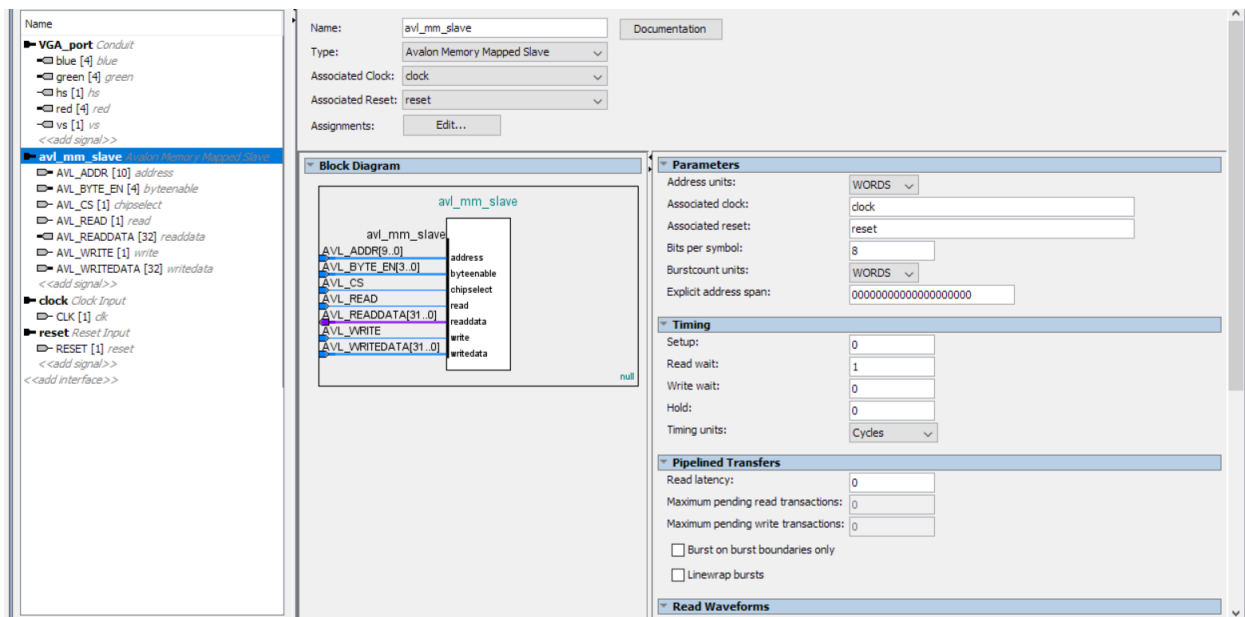 Name
VGA_port Conduit
blue [4] blue
green [4] green
hs [1] hs
red [4] red
vs [1] vs
<<add signal>>
avl_mm_slave Avalon Memory Mapped Slave
AVL_ADDR [10] address
AVL_BYTE_EN [4] byteenable
AVL_CS [1] chipselect
AVL_READ [1] read
AVL_READDATA [32] readdata
AVL_WRITE [1] write
AVL_WRITEDATA [32] writedata
<<add signal>>
clock Clock Input
CLK [1] clk
reset Reset Input
RESET [1] reset
<<add signal>>
<<add interface>>
Name: avl_mm_slave Documentation
Type: Avalon Memory Mapped Slave
Associated Clock: clock
Associated Reset: reset
Assignments: Edit...
Block Diagram
avl_mm_slave
avl_mm_slave
AVL_ADDR[9..0] address
AVL_BYTE_EN[3..0] byteenable
AVL_CS chipselect
AVL_READ read
AVL_READDATA[31..0] readdata
AVL_WRITE write
AVL_WRITEDATA[31..0] writedata
null
Parameters
Address units: WORDS
Associated clock: clock
Associated reset: reset
Bits per symbol: 8
Burstcount units: WORDS
Explicit address span: 00000000000000000000
Timing
Setup: 0
Read wait: 1
Write wait: 0
Hold: 0
Timing units: Cycles
Pipelined Transfers
Read latency: 0
Maximum pending read transactions: 0
Maximum pending write transactions: 0
Burst on burst boundaries only
Linewrap bursts
Read Waveforms